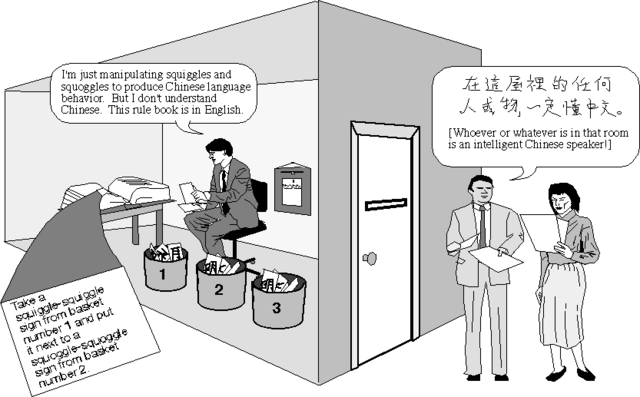 I'm just manipulating squiggles and
squoggles to produce Chinese language
behavior. But I don't understand
Chinese. This rule book is in English.
在這屋裡的任何
人或物,一定懂中文。
[Whoever or whatever is in that room
is an intelligent Chinese speaker!]
1
2
3
Take a
squiggle-squiggle
sign from basket
number 1 and put
it next to a
squoggle-squoggle
sign from basket
number 2.